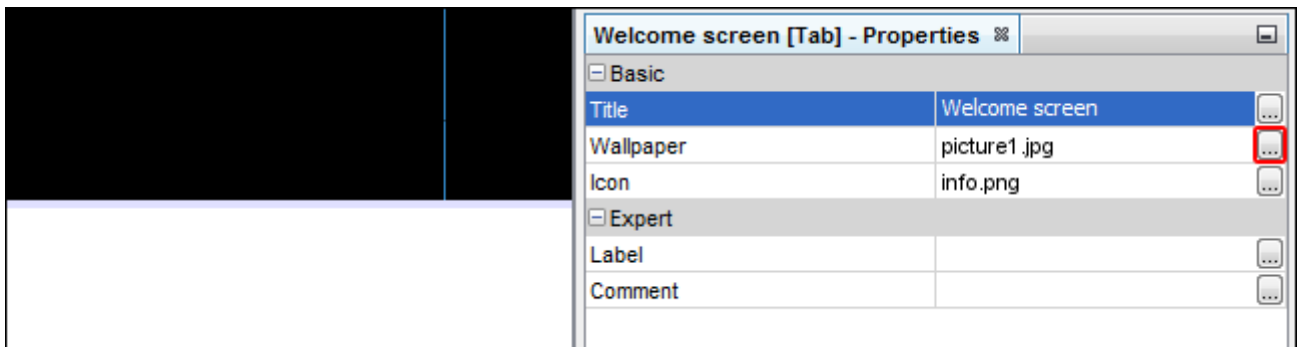 Welcome screen [Tab] - Properties
Basic
Title Welcome screen ...
Wallpaper picture1.jpg ...
Icon info.png ...
Expert
Label ...
Comment ...